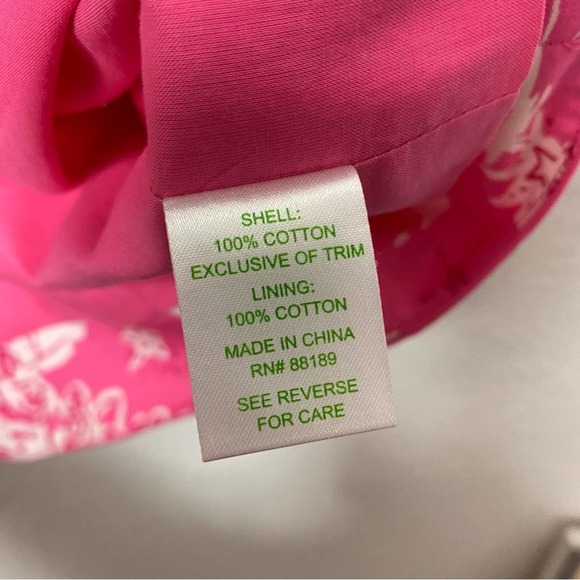 SHELL:
100% COTTON
EXCLUSIVE OF TRIM
LINING:
100% COTTON
MADE IN CHINA
RN# 88189
SEE REVERSE
FOR CARE